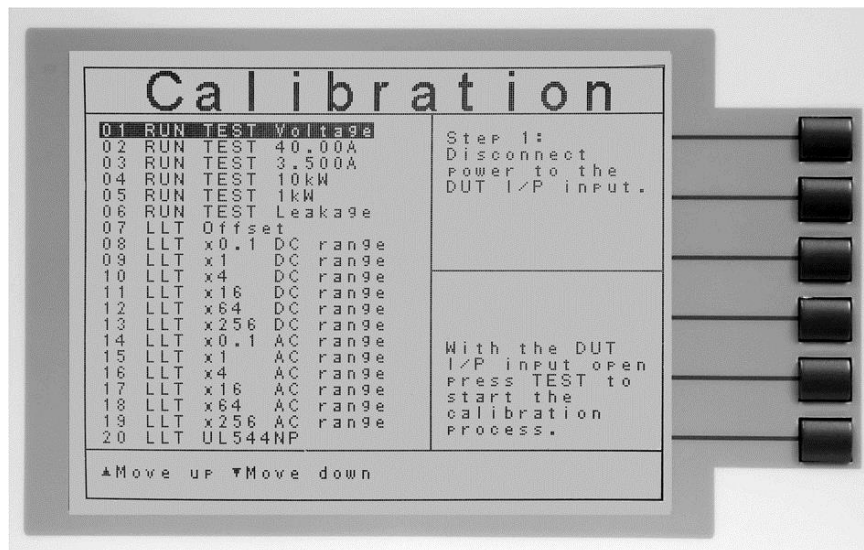 Calibration
01 RUN TEST Voltage
02 RUN TEST 40.00A
03 RUN TEST 3.500A
04 RUN TEST 10kW
05 RUN TEST 1kW
06 RUN TEST Leakage
07 LLT Offset
08 LLT x0.1 DC range
09 LLT x1 DC range
10 LLT x4 DC range
11 LLT x16 DC range
12 LLT x64 DC range
13 LLT x256 DC range
14 LLT x0.1 AC range
15 LLT x1 AC range
16 LLT x4 AC range
17 LLT x16 AC range
18 LLT x64 AC range
19 LLT x256 AC range
20 LLT UL544NP
Step 1:
Disconnect
power to the
DUT I/P input.
With the DUT
I/P input open
press TEST to
start the
calibration
process.
▲Move up ▼Move down